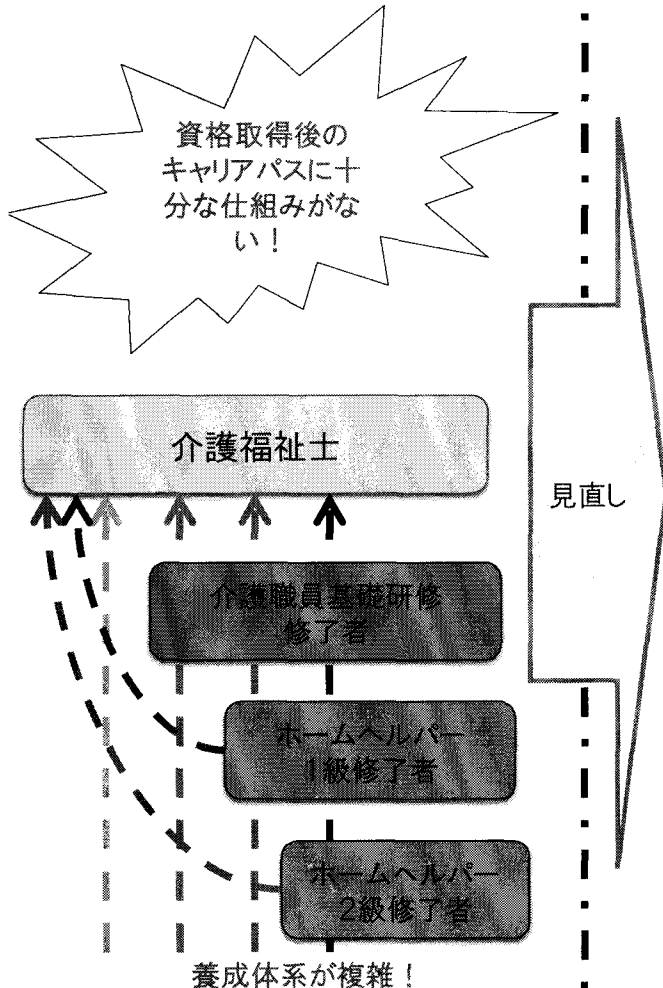 資格取得後の
キャリアパスに十
分な仕組みがな
い！
介護福祉士
見直し
介護職員基礎研修
修了者
ホームヘルパー
1級修了者
ホームヘルパー
2級修了者
養成体系が複雑！